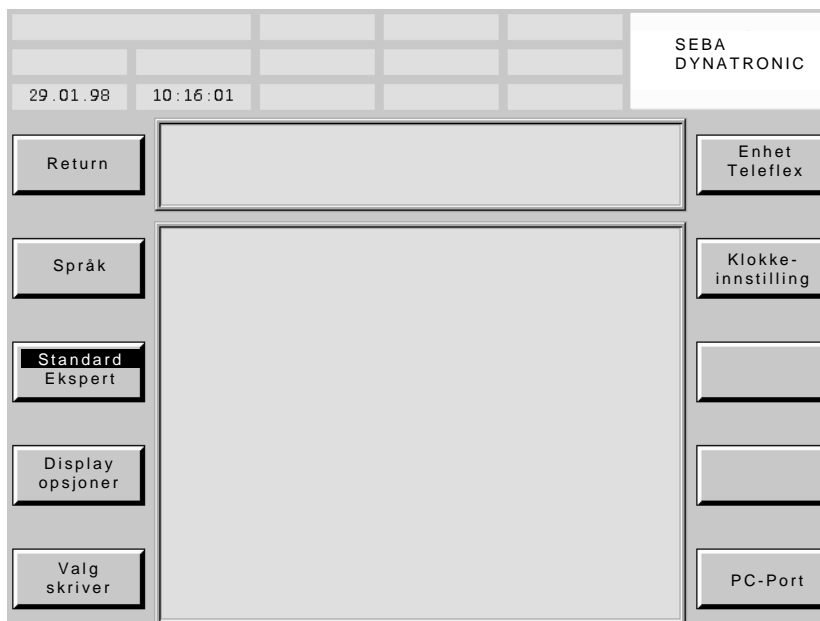 SEBA
DYNATRONIC
29.01.98 10:16:01
Return
Enhet
Teleflex
Språk
Klokke-
innstilling
Standard
Ekspert
Display
opsjoner
Valg
skriver
PC-Port